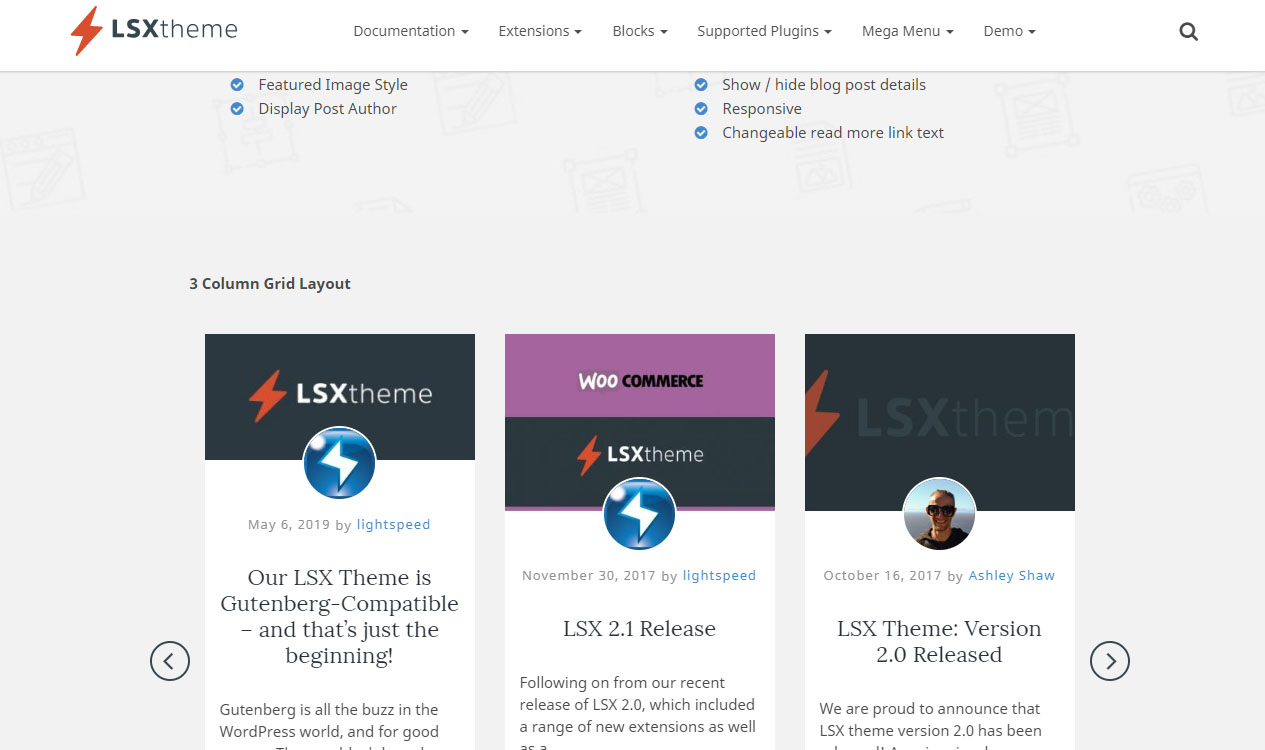 LSXtheme
Documentation
Extensions
Blocks
Supported Plugins
Mega Menu
Demo
Featured Image Style
Display Post Author
Show / hide blog post details
Responsive
Changeable read more link text
3 Column Grid Layout
LSXtheme
May 6, 2019 by lightspeed
Our LSX Theme is
Gutenberg-Compatible
– and that’s just the
beginning!
Gutenberg is all the buzz in the
WordPress world, and for good
WOO COMMERCE
LSXtheme
November 30, 2017 by lightspeed
LSX 2.1 Release
Following on from our recent
release of LSX 2.0, which included
a range of new extensions as well
as a
LSXthem
October 16, 2017 by Ashley Shaw
LSX Theme: Version
2.0 Released
We are proud to announce that
LSX theme version 2.0 has been